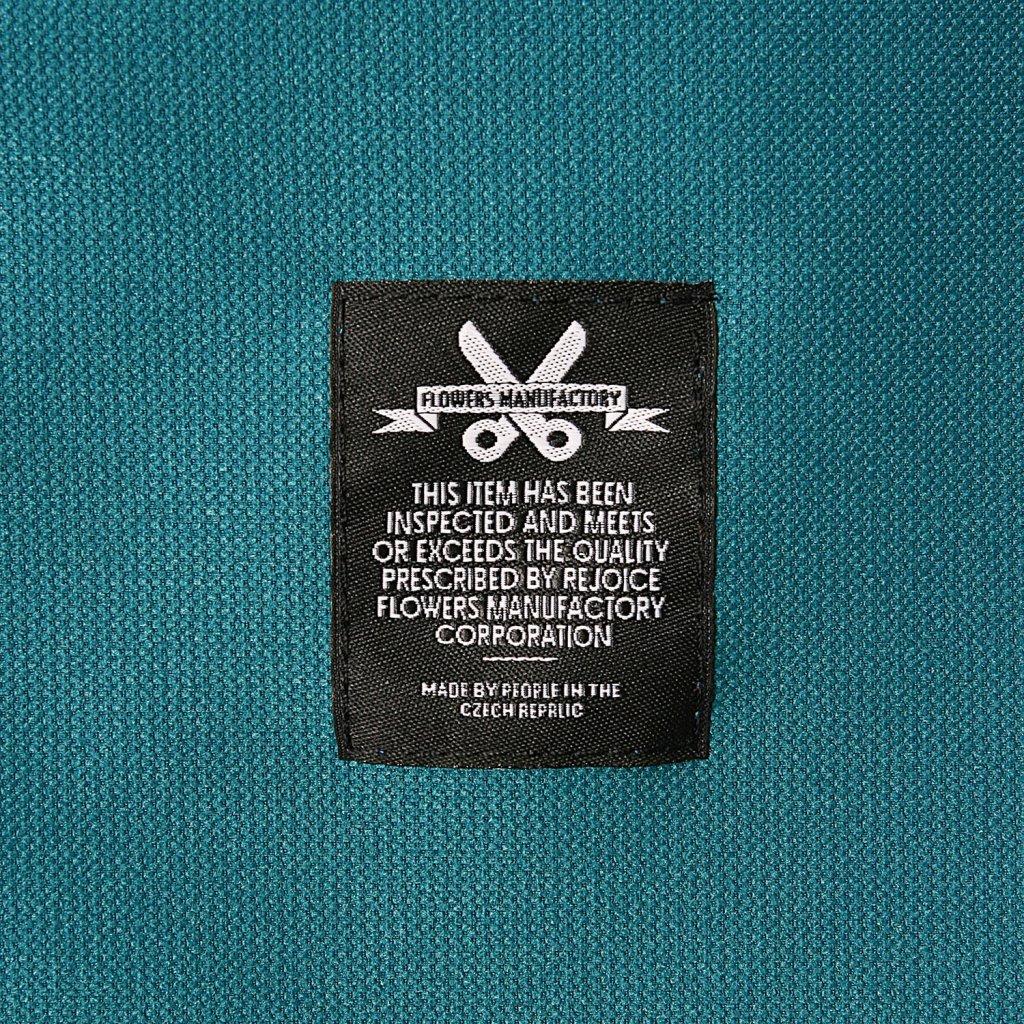 FLOWERS MANUFACTORY
THIS ITEM HAS BEEN
INSPECTED AND MEETS
OR EXCEEDS THE QUALITY
PRESCRIBED BY REJOICE
FLOWERS MANUFACTORY
CORPORATION
MADE BY PEOPLE IN THE
CZECH REPRLIC